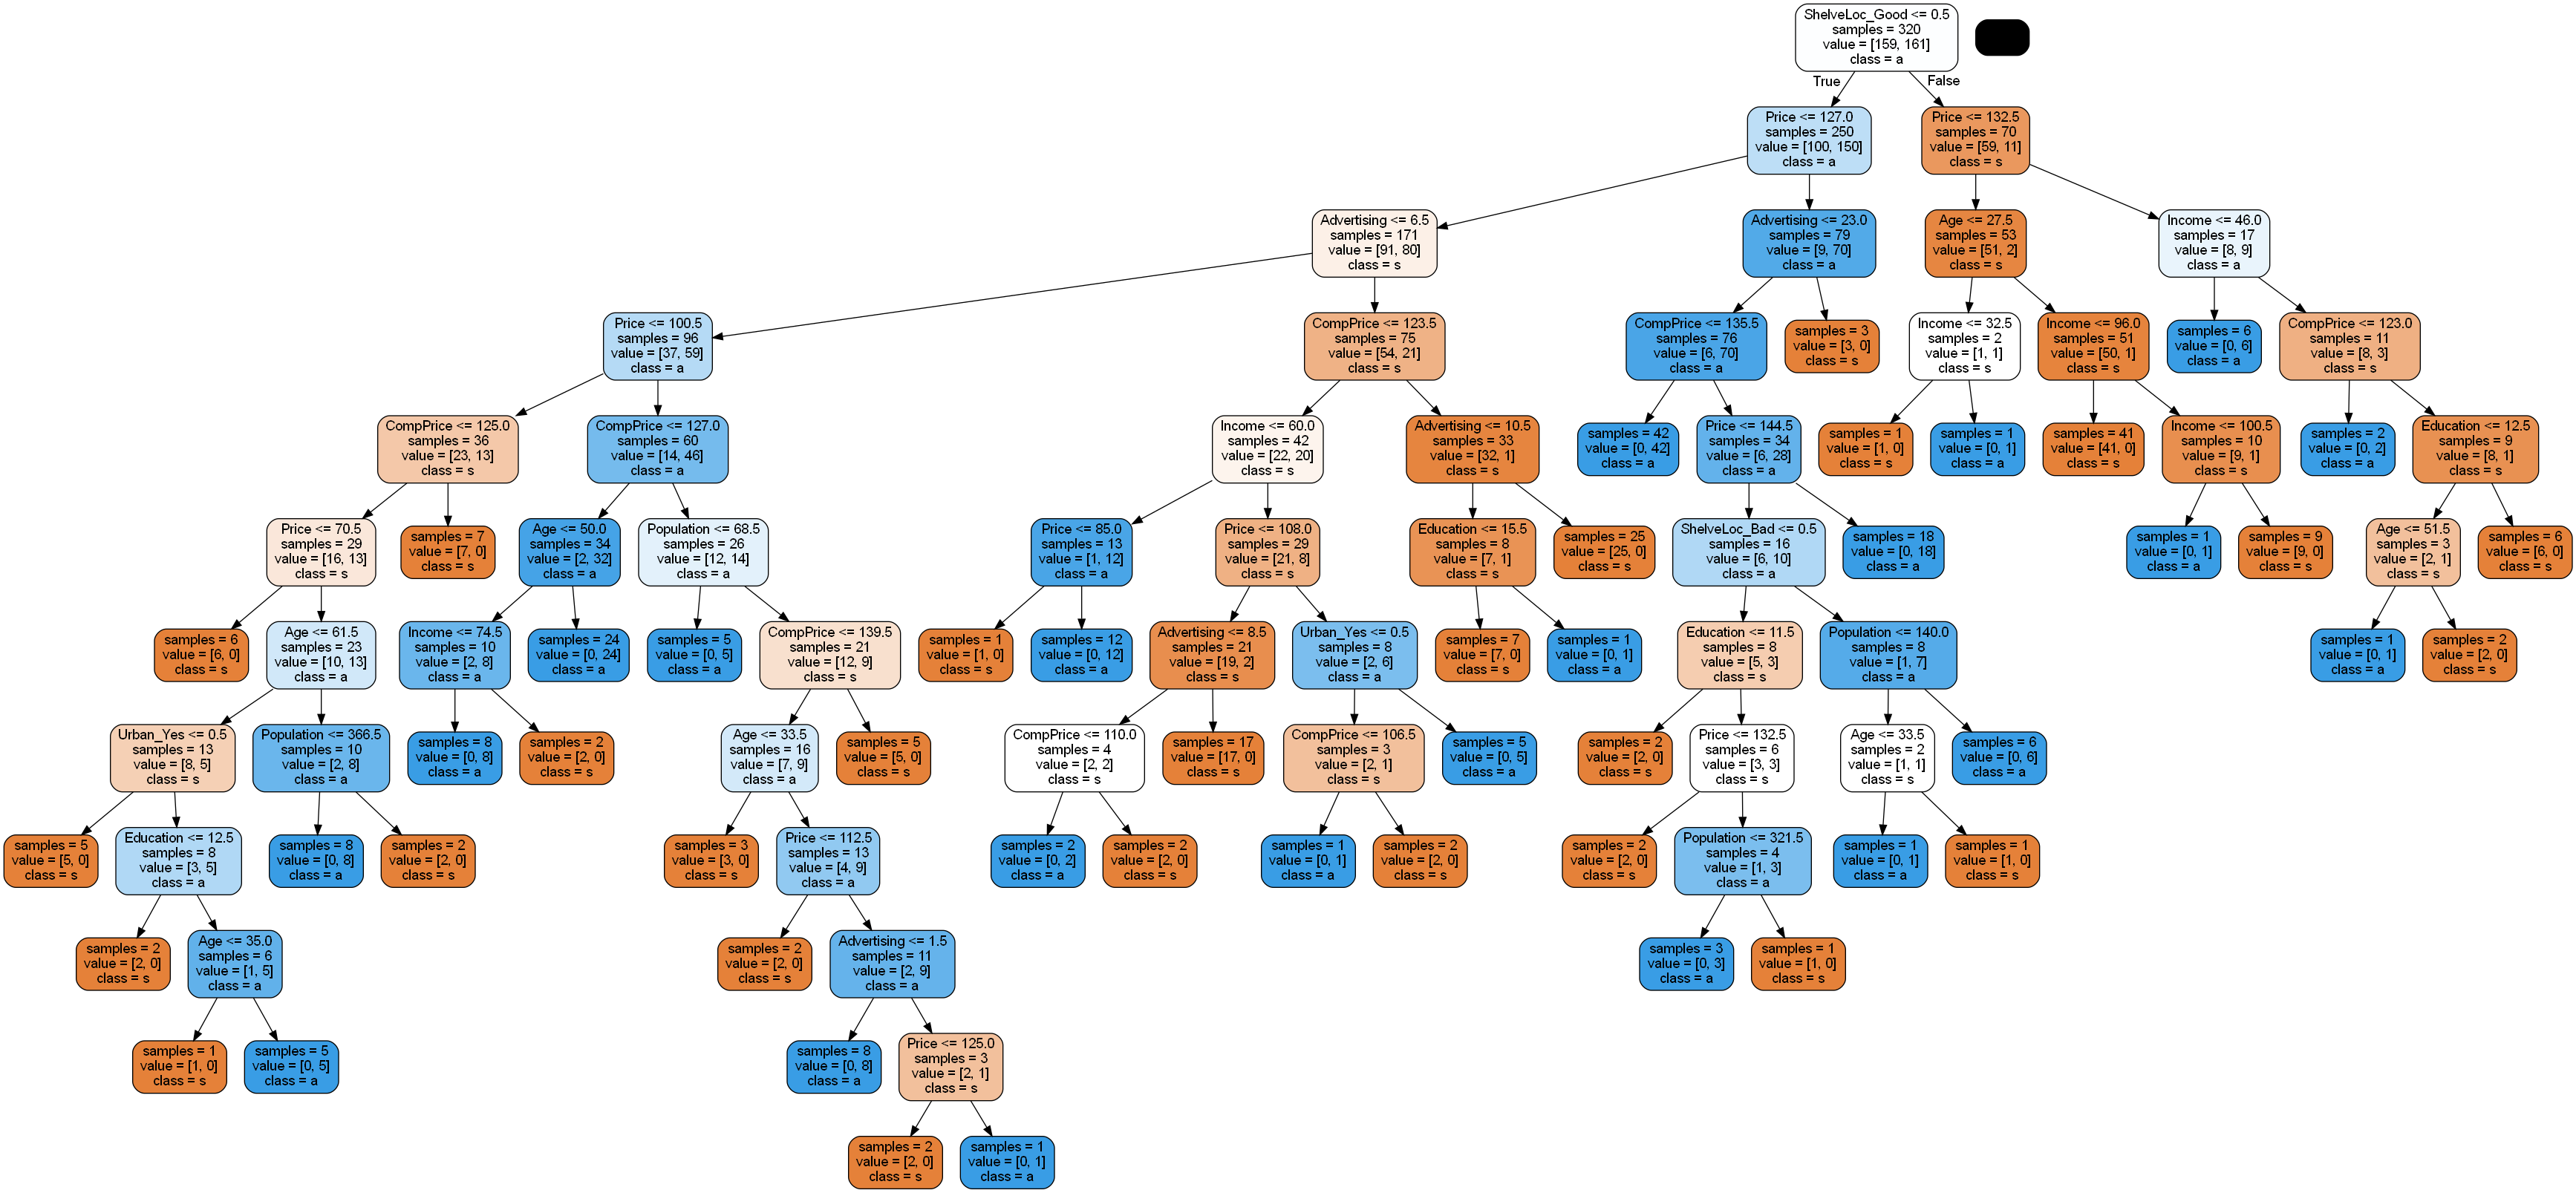 ShelveLoc_Good <= 0.5
samples = 320
value = [159, 161]
class = a
True
False
Price <= 127.0
samples = 250
value = [100, 150]
class = a
Price <= 132.5
samples = 70
value = [59, 11]
class = s
Advertising <= 6.5
samples = 171
value = [91, 80]
class = s
Advertising <= 23.0
samples = 79
value = [9, 70]
class = a
Age <= 27.5
samples = 53
value = [51, 2]
class = s
Income <= 46.0
samples = 17
value = [8, 9]
class = a
Price <= 100.5
samples = 96
value = [37, 59]
class = a
CompPrice <= 123.5
samples = 75
value = [54, 21]
class = s
CompPrice <= 135.5
samples = 76
value = [6, 70]
class = a
samples = 3
value = [3, 0]
class = s
Income <= 32.5
samples = 2
value = [1, 1]
class = s
Income <= 96.0
samples = 51
value = [50, 1]
class = s
samples = 6
value = [0, 6]
class = a
CompPrice <= 123.0
samples = 11
value = [8, 3]
class = s
CompPrice <= 125.0
samples = 36
value = [23, 13]
class = s
CompPrice <= 127.0
samples = 60
value = [14, 46]
class = a
Income <= 60.0
samples = 42
value = [22, 20]
class = s
Advertising <= 10.5
samples = 33
value = [32, 1]
class = s
samples = 42
value = [0, 42]
class = a
Price <= 144.5
samples = 34
value = [6, 28]
class = a
samples = 1
value = [1, 0]
class = s
samples = 1
value = [0, 1]
class = a
samples = 41
value = [41, 0]
class = s
Income <= 100.5
samples = 10
value = [9, 1]
class = s
samples = 2
value = [0, 2]
class = a
Education <= 12.5
samples = 9
value = [8, 1]
class = s
Price <= 70.5
samples = 29
value = [16, 13]
class = s
samples = 7
value = [7, 0]
class = s
Age <= 50.0
samples = 34
value = [2, 32]
class = a
Population <= 68.5
samples = 26
value = [12, 14]
class = a
Price <= 85.0
samples = 13
value = [1, 12]
class = a
Price <= 108.0
samples = 29
value = [21, 8]
class = s
Education <= 15.5
samples = 8
value = [7, 1]
class = s
samples = 25
value = [25, 0]
class = s
ShelveLoc_Bad <= 0.5
samples = 16
value = [6, 10]
class = a
samples = 18
value = [0, 18]
class = a
samples = 1
value = [0, 1]
class = a
samples = 9
value = [9, 0]
class = s
Age <= 51.5
samples = 3
value = [2, 1]
class = s
samples = 6
value = [6, 0]
class = s
samples = 6
value = [6, 0]
class = s
Age <= 61.5
samples = 23
value = [10, 13]
class = a
Income <= 74.5
samples = 10
value = [2, 8]
class = a
samples = 24
value = [0, 24]
class = a
samples = 5
value = [0, 5]
class = a
CompPrice <= 139.5
samples = 21
value = [12, 9]
class = s
samples = 1
value = [1, 0]
class = s
samples = 12
value = [0, 12]
class = a
Advertising <= 8.5
samples = 21
value = [19, 2]
class = s
Urban_Yes <= 0.5
samples = 8
value = [2, 6]
class = a
samples = 7
value = [7, 0]
class = s
samples = 1
value = [0, 1]
class = a
Education <= 11.5
samples = 8
value = [5, 3]
class = s
Population <= 140.0
samples = 8
value = [1, 7]
class = a
samples = 1
value = [0, 1]
class = a
samples = 2
value = [2, 0]
class = s
Urban_Yes <= 0.5
samples = 13
value = [8, 5]
class = s
Population <= 366.5
samples = 10
value = [2, 8]
class = a
samples = 8
value = [0, 8]
class = a
samples = 2
value = [2, 0]
class = s
Age <= 33.5
samples = 16
value = [7, 9]
class = a
samples = 5
value = [5, 0]
class = s
CompPrice <= 110.0
samples = 4
value = [2, 2]
class = s
samples = 17
value = [17, 0]
class = s
CompPrice <= 106.5
samples = 3
value = [2, 1]
class = s
samples = 5
value = [0, 5]
class = a
samples = 2
value = [2, 0]
class = s
Price <= 132.5
samples = 6
value = [3, 3]
class = s
Age <= 33.5
samples = 2
value = [1, 1]
class = s
samples = 6
value = [0, 6]
class = a
samples = 5
value = [5, 0]
class = s
Education <= 12.5
samples = 8
value = [3, 5]
class = a
samples = 8
value = [0, 8]
class = a
samples = 2
value = [2, 0]
class = s
samples = 3
value = [3, 0]
class = s
Price <= 112.5
samples = 13
value = [4, 9]
class = a
samples = 2
value = [0, 2]
class = a
samples = 2
value = [2, 0]
class = s
samples = 1
value = [0, 1]
class = a
samples = 2
value = [2, 0]
class = s
samples = 2
value = [2, 0]
class = s
Population <= 321.5
samples = 4
value = [1, 3]
class = a
samples = 1
value = [0, 1]
class = a
samples = 1
value = [1, 0]
class = s
samples = 2
value = [2, 0]
class = s
Age <= 35.0
samples = 6
value = [1, 5]
class = a
samples = 2
value = [2, 0]
class = s
Advertising <= 1.5
samples = 11
value = [2, 9]
class = a
samples = 3
value = [0, 3]
class = a
samples = 1
value = [1, 0]
class = s
samples = 1
value = [1, 0]
class = s
samples = 5
value = [0, 5]
class = a
samples = 8
value = [0, 8]
class = a
Price <= 125.0
samples = 3
value = [2, 1]
class = s
samples = 2
value = [2, 0]
class = s
samples = 1
value = [0, 1]
class = a